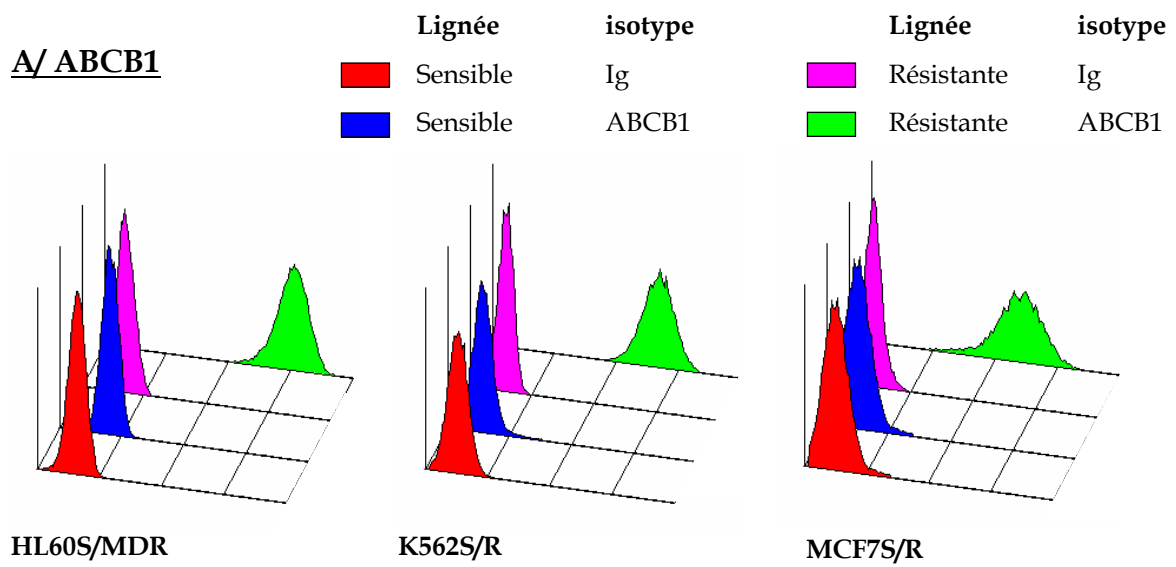 Lignée isotype Lignée isotype
A/ ABCB1
Sensible Ig Résistante Ig
Sensible ABCB1 Résistante ABCB1
HL60S/MDR K562S/R MCF7S/R